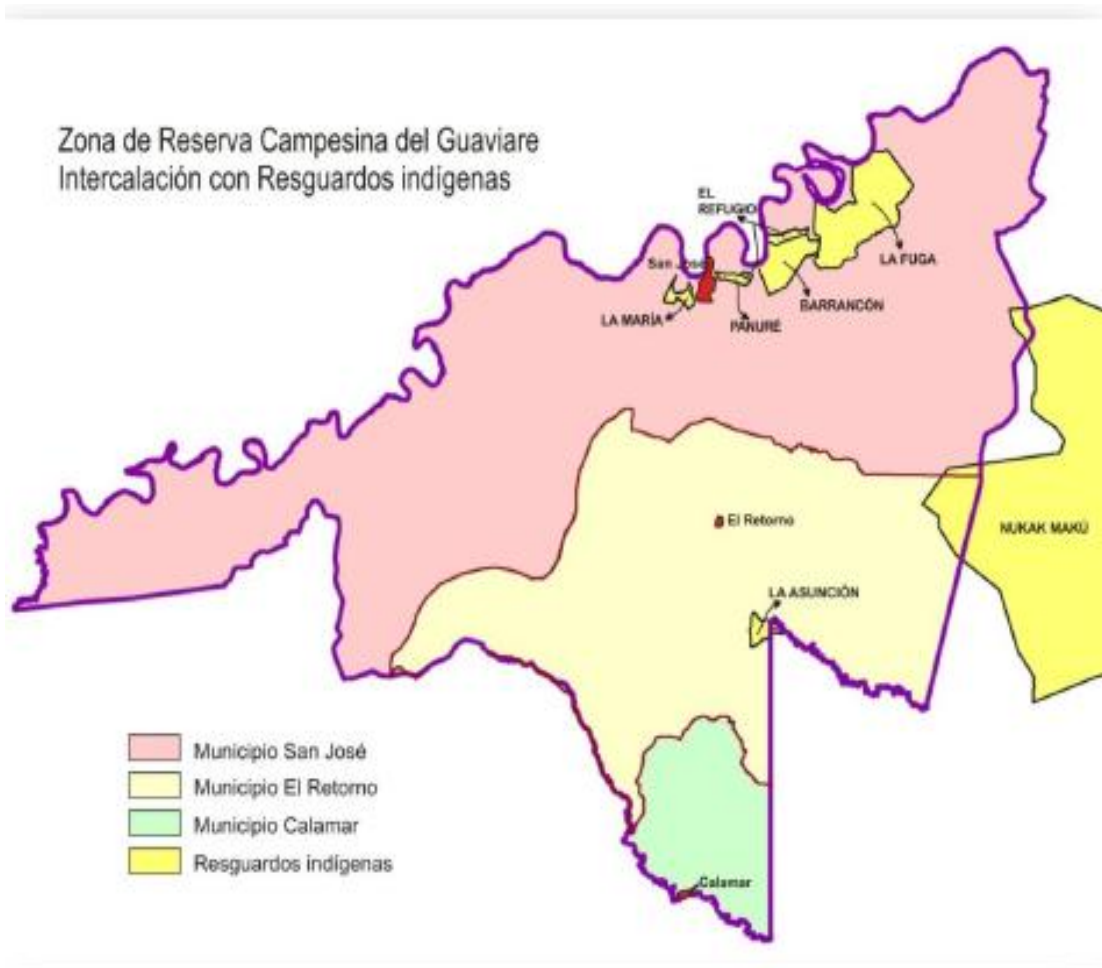 Zona de Reserva Campesina del Guaviare
Intercalación con Resguardos indígenas
EL
REFUGIO
San José
LA FUGA
BARRANCÓN
LA MARÍA
PANURÉ
El Retorno
NUKAK MAKÚ
LA ASUNCIÓN
Municipio San José
Municipio El Retorno
Municipio Calamar
Resguardos indígenas
Calamar